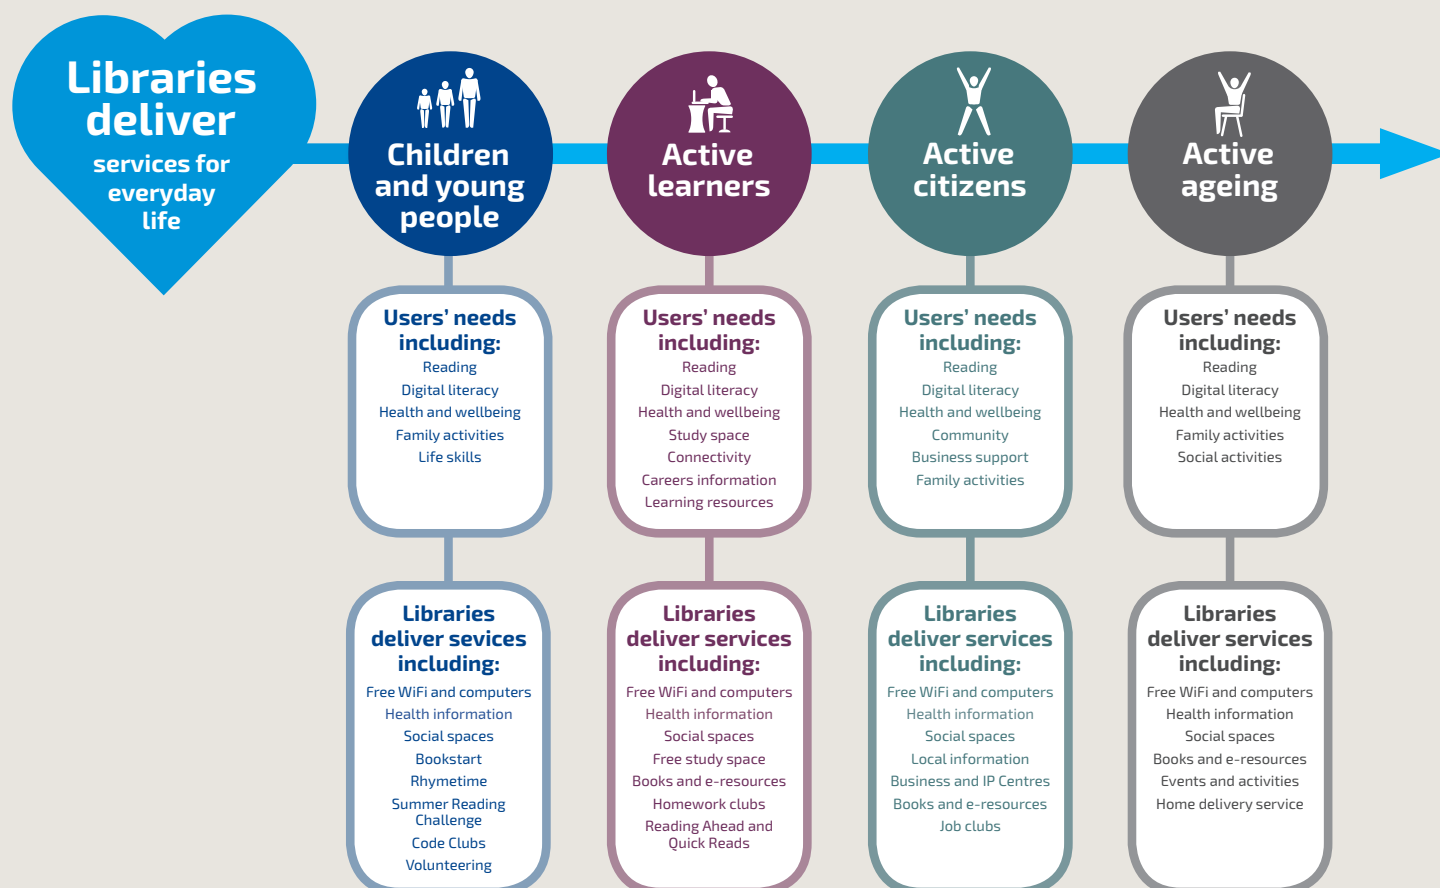 Libraries
deliver
services for
everyday
life
Children
and young
people
Users' needs
including:
Reading
Digital literacy
Health and wellbeing
Family activities
Life skills
Libraries
deliver sevices
including:
Free WiFi and computers
Health information
Social spaces
Bookstart
Rhymetime
Summer Reading
Challenge
Code Clubs
Volunteering
Active
learners
Users' needs
including:
Reading
Digital literacy
Health and wellbeing
Study space
Connectivity
Careers information
Learning resources
Libraries
deliver services
including:
Free WiFi and computers
Health information
Social spaces
Free study space
Books and e-resources
Homework clubs
Reading Ahead and
Quick Reads
Active
citizens
Users' needs
including:
Reading
Digital literacy
Health and wellbeing
Community
Business support
Family activities
Libraries
deliver services
including:
Free WiFi and computers
Health information
Social spaces
Local information
Business and IP Centres
Books and e-resources
Job clubs
Active
ageing
Users' needs
including:
Reading
Digital literacy
Health and wellbeing
Family activities
Social activities
Libraries
deliver services
including:
Free WiFi and computers
Health information
Social spaces
Books and e-resources
Events and activities
Home delivery service